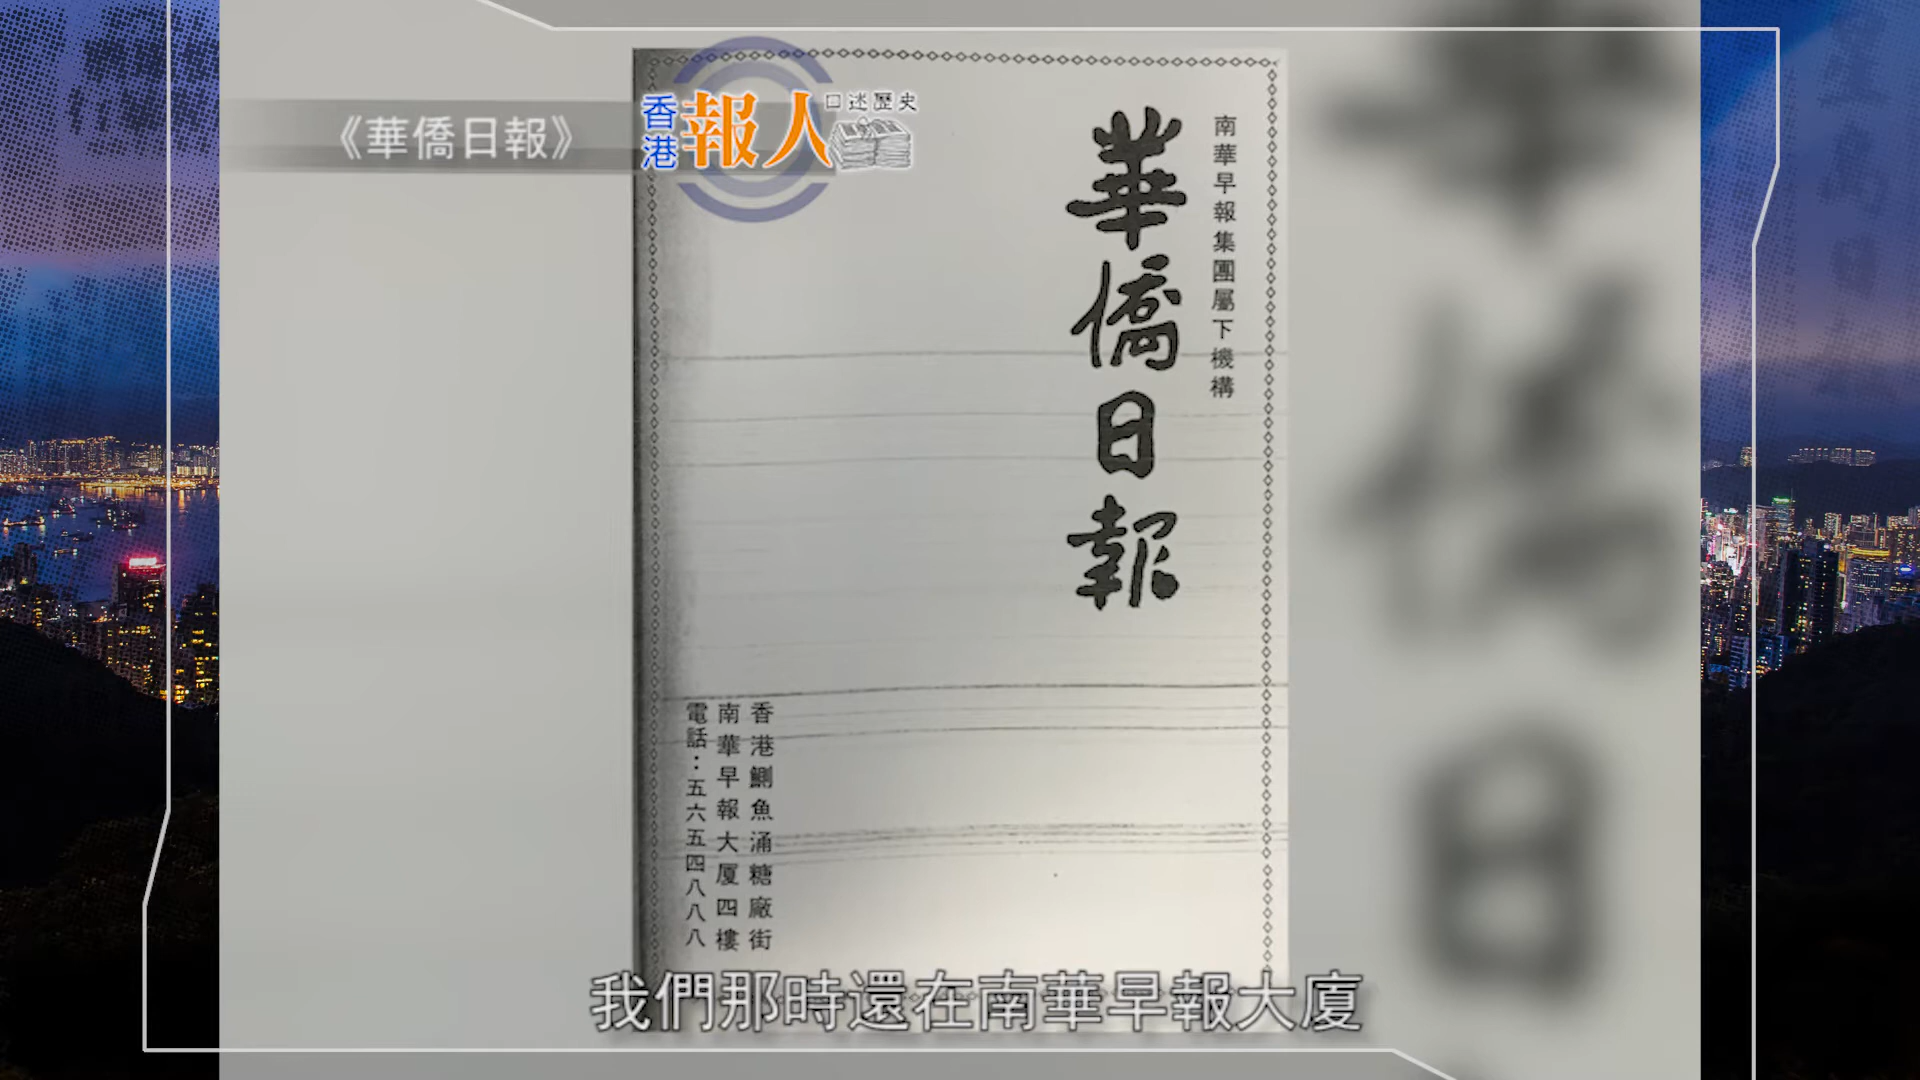 《華僑日報》
香港報人口述歷史
南華早報集團屬下機構
華僑日報
香港鰂魚涌糖廠街
南華早報大厦四樓
電話：五六五四八八八
我們那時還在南華早報大廈